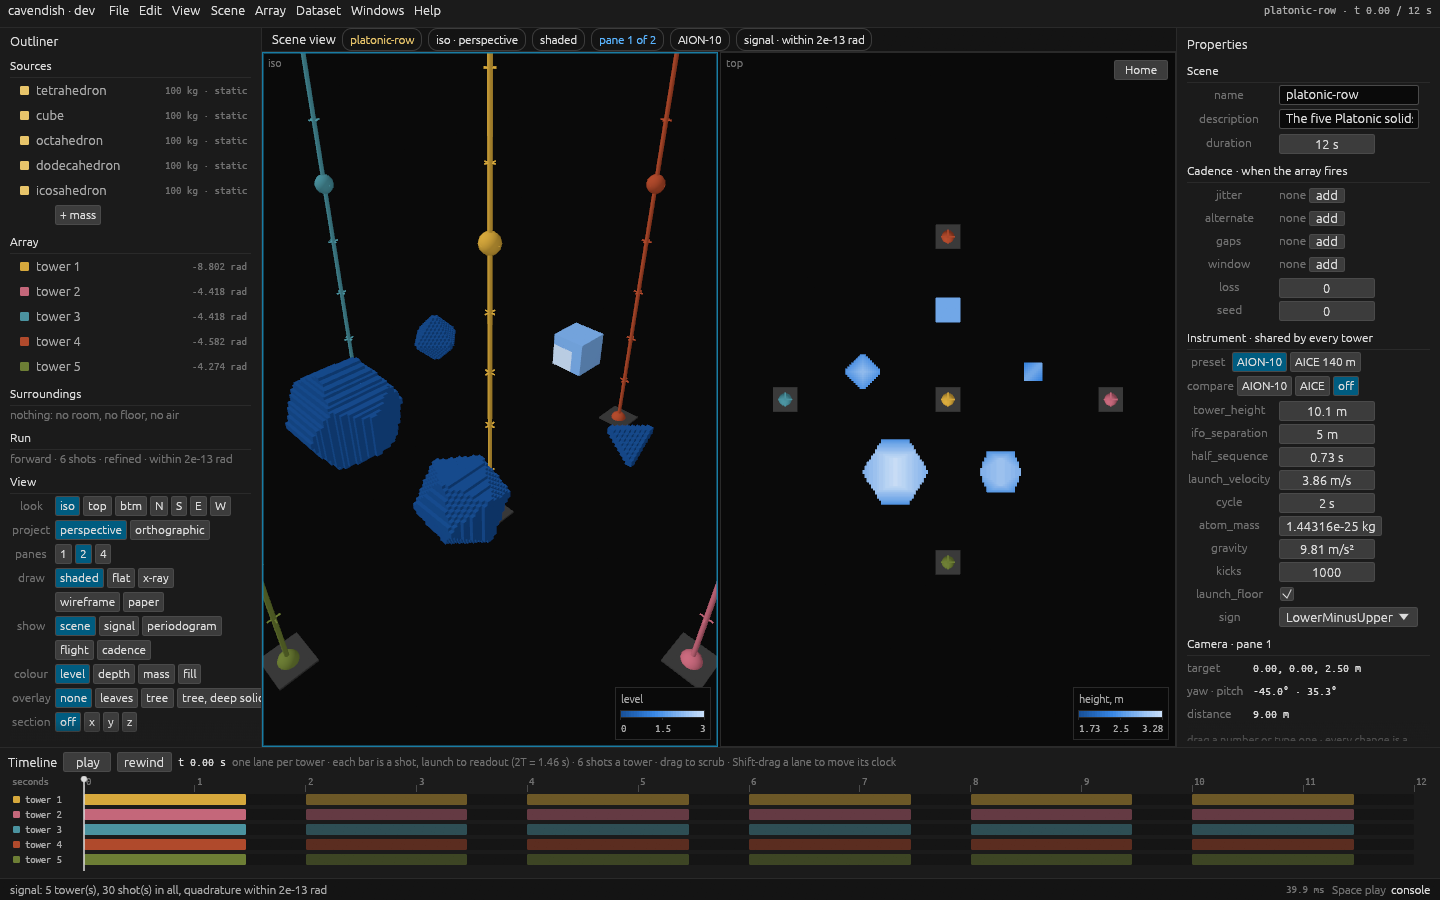 cavendish · dev File Edit View Scene Array Dataset Windows Help
platonic-row · t 0.00 / 12 s
Outliner
Sources
tetrahedron 100 kg · static
cube 100 kg · static
octahedron 100 kg · static
dodecahedron 100 kg · static
icosahedron 100 kg · static
+ mass
Array
tower 1 -8.802 rad
tower 2 -4.418 rad
tower 3 -4.418 rad
tower 4 -4.582 rad
tower 5 -4.274 rad
Surroundings
nothing: no room, no floor, no air
Run
forward · 6 shots · refined · within 2e-13 rad
View
look iso top btm N S E W
project perspective orthographic
panes 1 2 4
draw shaded flat x-ray
wireframe paper
show scene signal periodogram
flight cadence
colour level depth mass fill
overlay none leaves tree tree, deep solid
section off x y z
Scene view platonic-row iso · perspective shaded pane 1 of 2 AION-10 signal · within 2e-13 rad
iso
level
0 1.5 3
top
Home
height, m
1.73 2.5 3.28
Properties
Scene
name platonic-row
description The five Platonic solids
duration 12 s
Cadence · when the array fires
jitter none add
alternate none add
gaps none add
window none add
loss 0
seed 0
Instrument · shared by every tower
preset AION-10 AICE 140 m
compare AION-10 AICE off
tower_height 10.1 m
ifo_separation 5 m
half_sequence 0.73 s
launch_velocity 3.86 m/s
cycle 2 s
atom_mass 1.44316e-25 kg
gravity 9.81 m/s²
kicks 1000
launch_floor
sign LowerMinusUpper
Camera · pane 1
target 0.00, 0.00, 2.50 m
yaw · pitch -45.0° · 35.3°
distance 9.00 m
drag a number or type one · every change is a
Timeline play rewind t 0.00 s one lane per tower · each bar is a shot, launch to readout (2T = 1.46 s) · 6 shots a tower · drag to scrub · Shift-drag a lane to move its clock
seconds 0 1 2 3 4 5 6 7 8 9 10 11 12
tower 1
tower 2
tower 3
tower 4
tower 5
signal: 5 tower(s), 30 shot(s) in all, quadrature within 2e-13 rad
39.9 ms Space play console